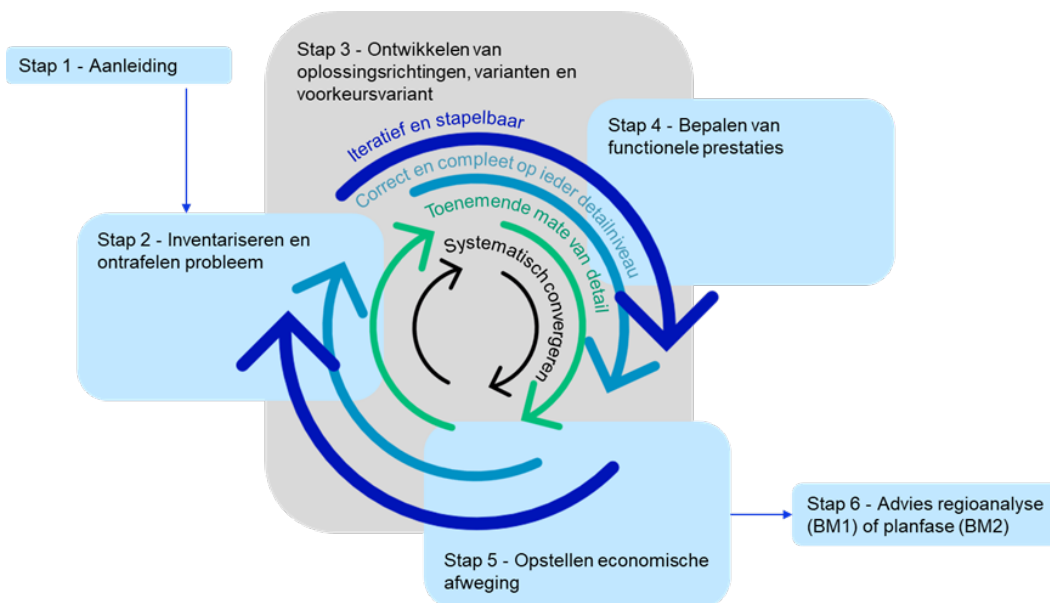 Stap 1 - Aanleiding
Stap 3 - Ontwikkelen van
oplossingsrichtingen, varianten en
voorkeursvariant
Iteratief en stapelbaar
Correct en compleet op ieder detailniveau
Toenemende mate van detail
Systematisch convergeren
Stap 4 - Bepalen van
functionele prestaties
Stap 2 - Inventariseren en
ontrafelen probleem
Stap 5 - Opstellen economische
afweging
Stap 6 - Advies regioanalyse
(BM1) of planfase (BM2)